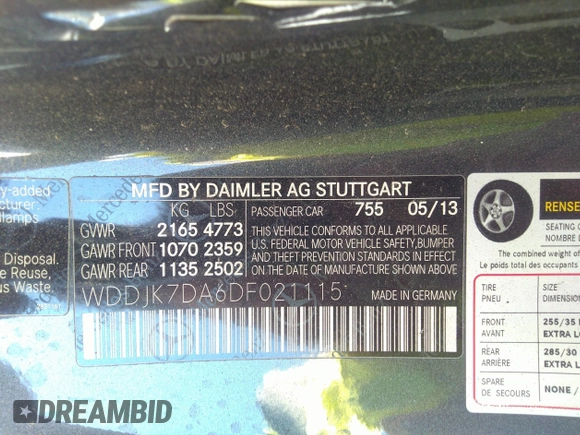 MFD BY DAIMLER AG STUTTGART
KG LBS PASSENGER CAR 755 05/13
GVWR 2165 4773
GAWR FRONT 1070 2359
GAWR REAR 1135 2502
THIS VEHICLE CONFORMS TO ALL APPLICABLE
U.S. FEDERAL MOTOR VEHICLE SAFETY, BUMPER
AND THEFT PREVENTION STANDARDS IN EFFECT
ON THE DATE OF MANUFACTURE SHOWN ABOVE.
WDDJK7DA6DF021115 MADE IN GERMANY
Disposal.
Reuse,
us Waste.
RENSE
SEATING
NOMBRE
The combined weight of
Le poids total des occupants
TIRE SIZE
PNEU DIMENSION
FRONT 255/35
AVANT EXTRA
REAR 285/30
ARRIÈRE EXTRA
SPARE NONE /
DE SECOURS
DREAMBID